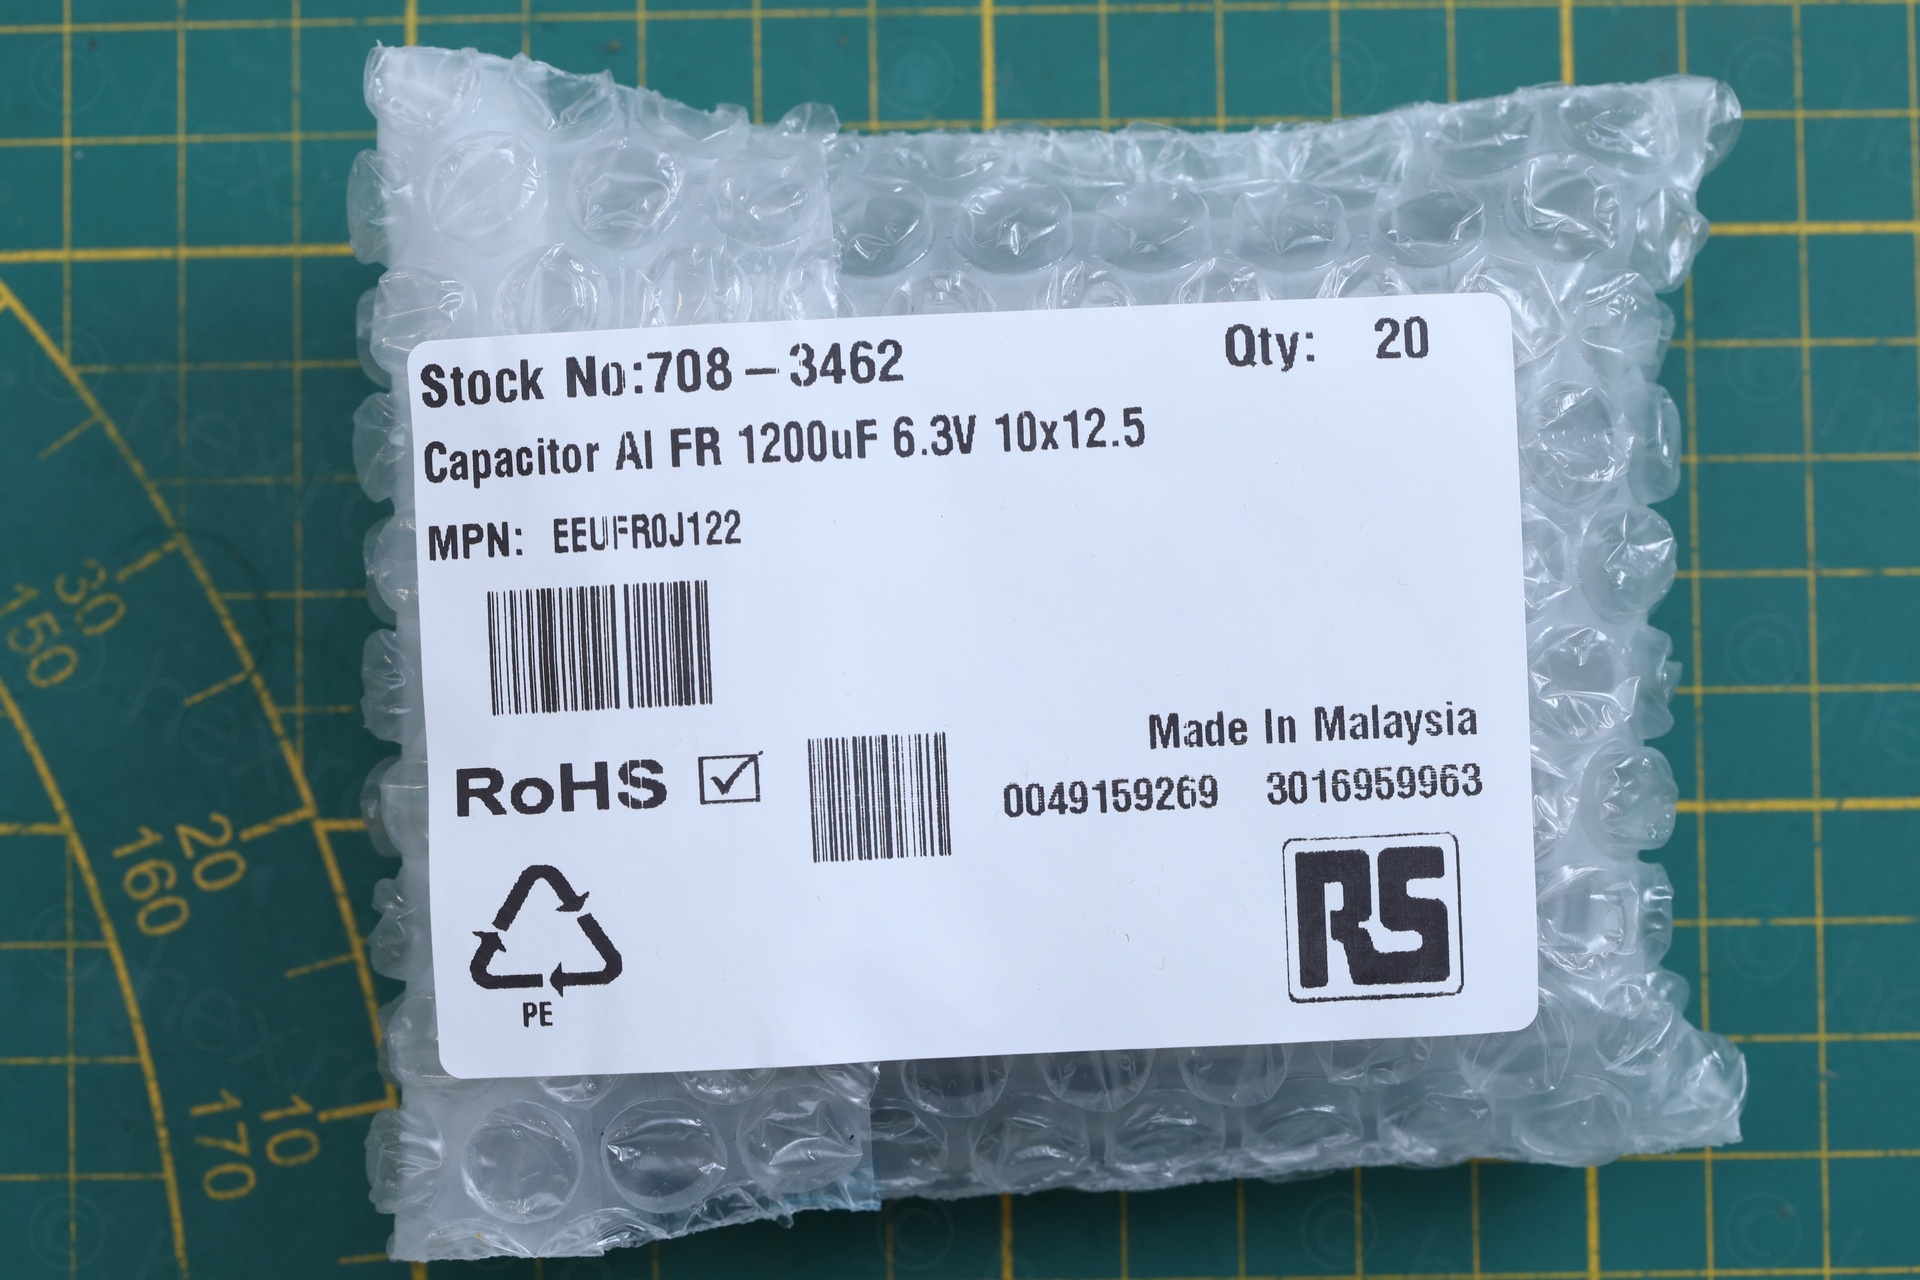 Stock No:708-3462 Qty: 20
Capacitor Al FR 1200uF 6.3V 10x12.5
MPN: EEUFR0J122
Made In Malaysia
RoHS
0049159269 3016959963
RS
PE
30
150
20
160
10
170